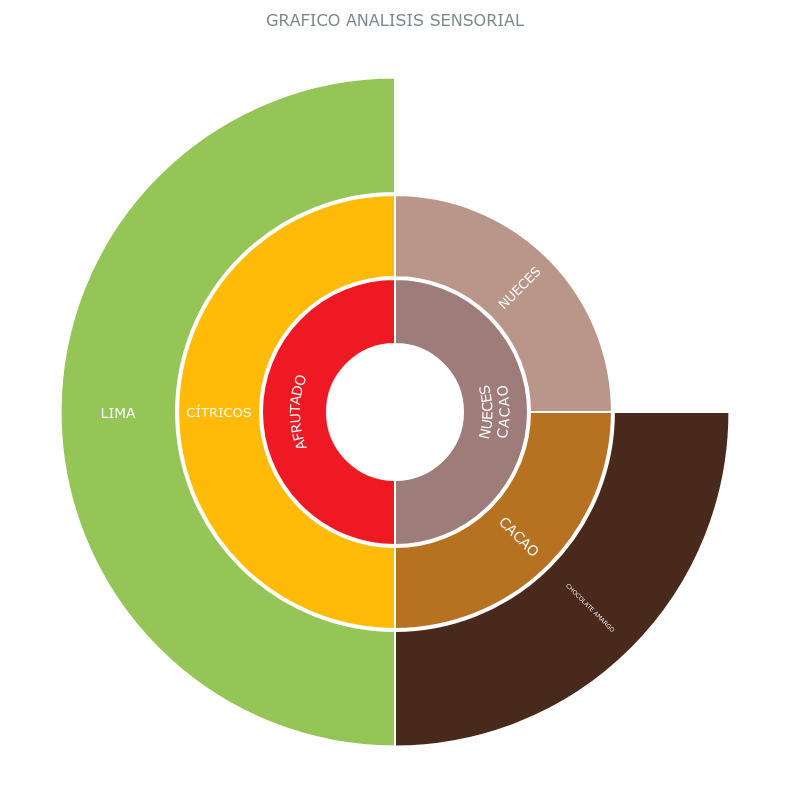 GRAFICO ANALISIS SENSORIAL
NUECES
AFRUTADO
NUECES
CACAO
LIMA
CÍTRICOS
CACAO
CHOCOLATE AMARGO